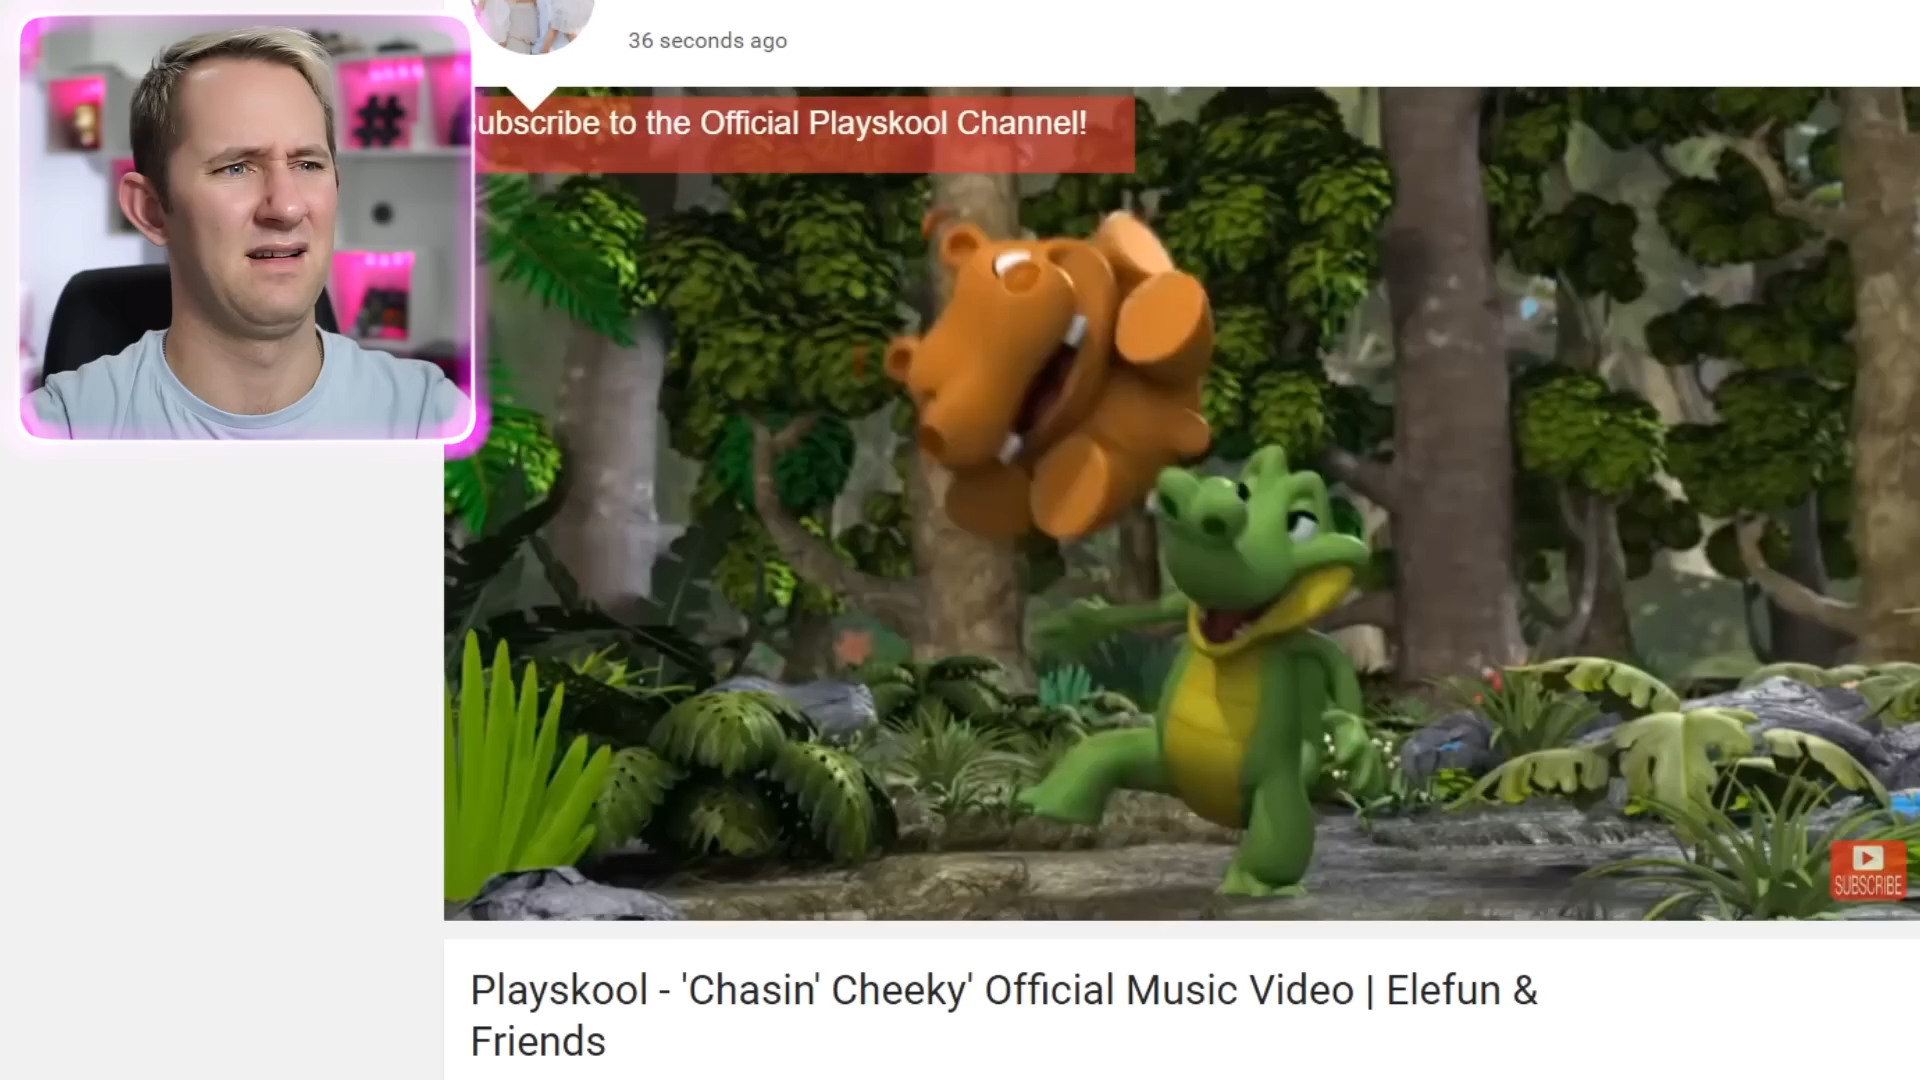 36 seconds ago
ubscribe to the Official Playskool Channel!
SUBSCRIBE
Playskool - 'Chasin' Cheeky' Official Music Video | Elefun &
Friends